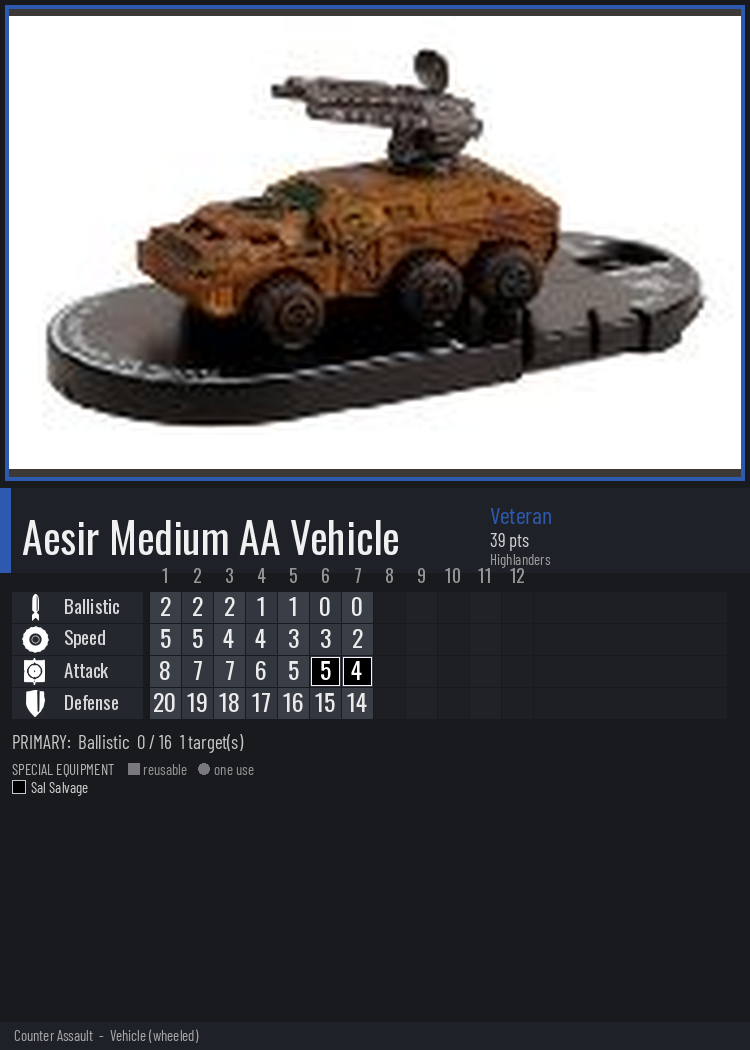 Aesir Medium AA Vehicle
Veteran
39 pts
Highlanders
1 2 3 4 5 6 7 8 9 10 11 12
Ballistic 2 2 2 1 1 0 0
Speed 5 5 4 4 3 3 2
Attack 8 7 7 6 5 5 4
Defense 20 19 18 17 16 15 14
PRIMARY: Ballistic 0 / 16 1 target(s)
SPECIAL EQUIPMENT reusable one use
Sal Salvage
Counter Assault - Vehicle (wheeled)